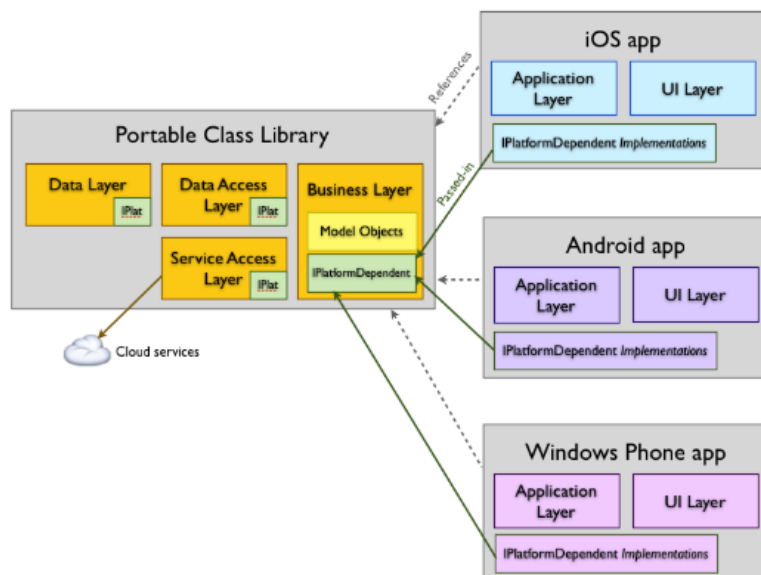 iOS app
Application
Layer
UI Layer
IPlatformDependent Implementations
References
Portable Class Library
Data Layer
IPlat
Data Access
Layer
IPlat
Business Layer
Model Objects
IPlatformDependent
Service Access
Layer
IPlat
Passed-in
Cloud services
Android app
Application
Layer
UI Layer
IPlatformDependent Implementations
Windows Phone app
Application
Layer
UI Layer
IPlatformDependent Implementations